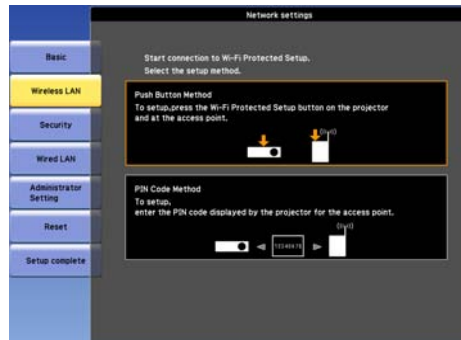 Network settings
Basic
Wireless LAN
Security
Wired LAN
Administrator
Setting
Reset
Setup complete
Start connection to Wi-Fi Protected Setup.
Select the setup method.
Push Button Method
To setup,press the Wi-Fi Protected Setup button on the projector
and at the access point.
PIN Code Method
To setup,
enter the PIN code displayed by the projector for the access point.